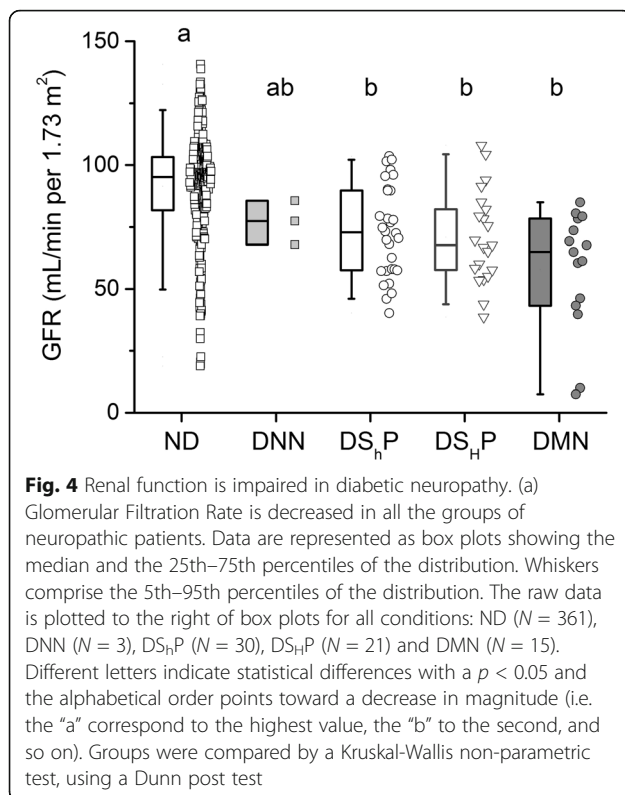 150
a
ab
b
b
b
100
50
0
GFR (mL/min per 1.73 m²)
ND
DNN
DSₕP
DS_HP
DMN
Fig. 4 Renal function is impaired in diabetic neuropathy. (a)
Glomerular Filtration Rate is decreased in all the groups of
neuropathic patients. Data are represented as box plots showing the
median and the 25th–75th percentiles of the distribution. Whiskers
comprise the 5th–95th percentiles of the distribution. The raw data
is plotted to the right of box plots for all conditions: ND (N = 361),
DNN (N = 3), DSₕP (N = 30), DS_HP (N = 21) and DMN (N = 15).
Different letters indicate statistical differences with a p < 0.05 and
the alphabetical order points toward a decrease in magnitude (i.e.
the “a” correspond to the highest value, the “b” to the second, and
so on). Groups were compared by a Kruskal-Wallis non-parametric
test, using a Dunn post test